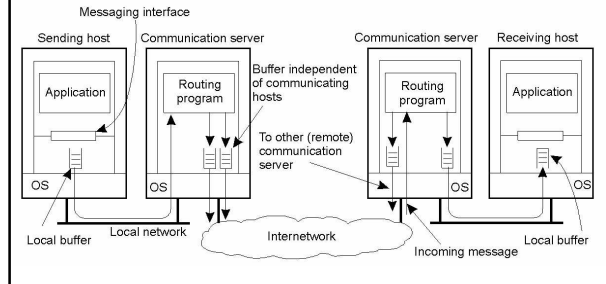 Messaging interface
Sending host
Communication server
Communication server
Receiving host
Buffer independent
of communicating
hosts
Application
Routing
program
Routing
program
Application
To other (remote)
communication
server
OS
OS
OS
OS
Local buffer
Local network
Internetwork
Incoming message
Local buffer